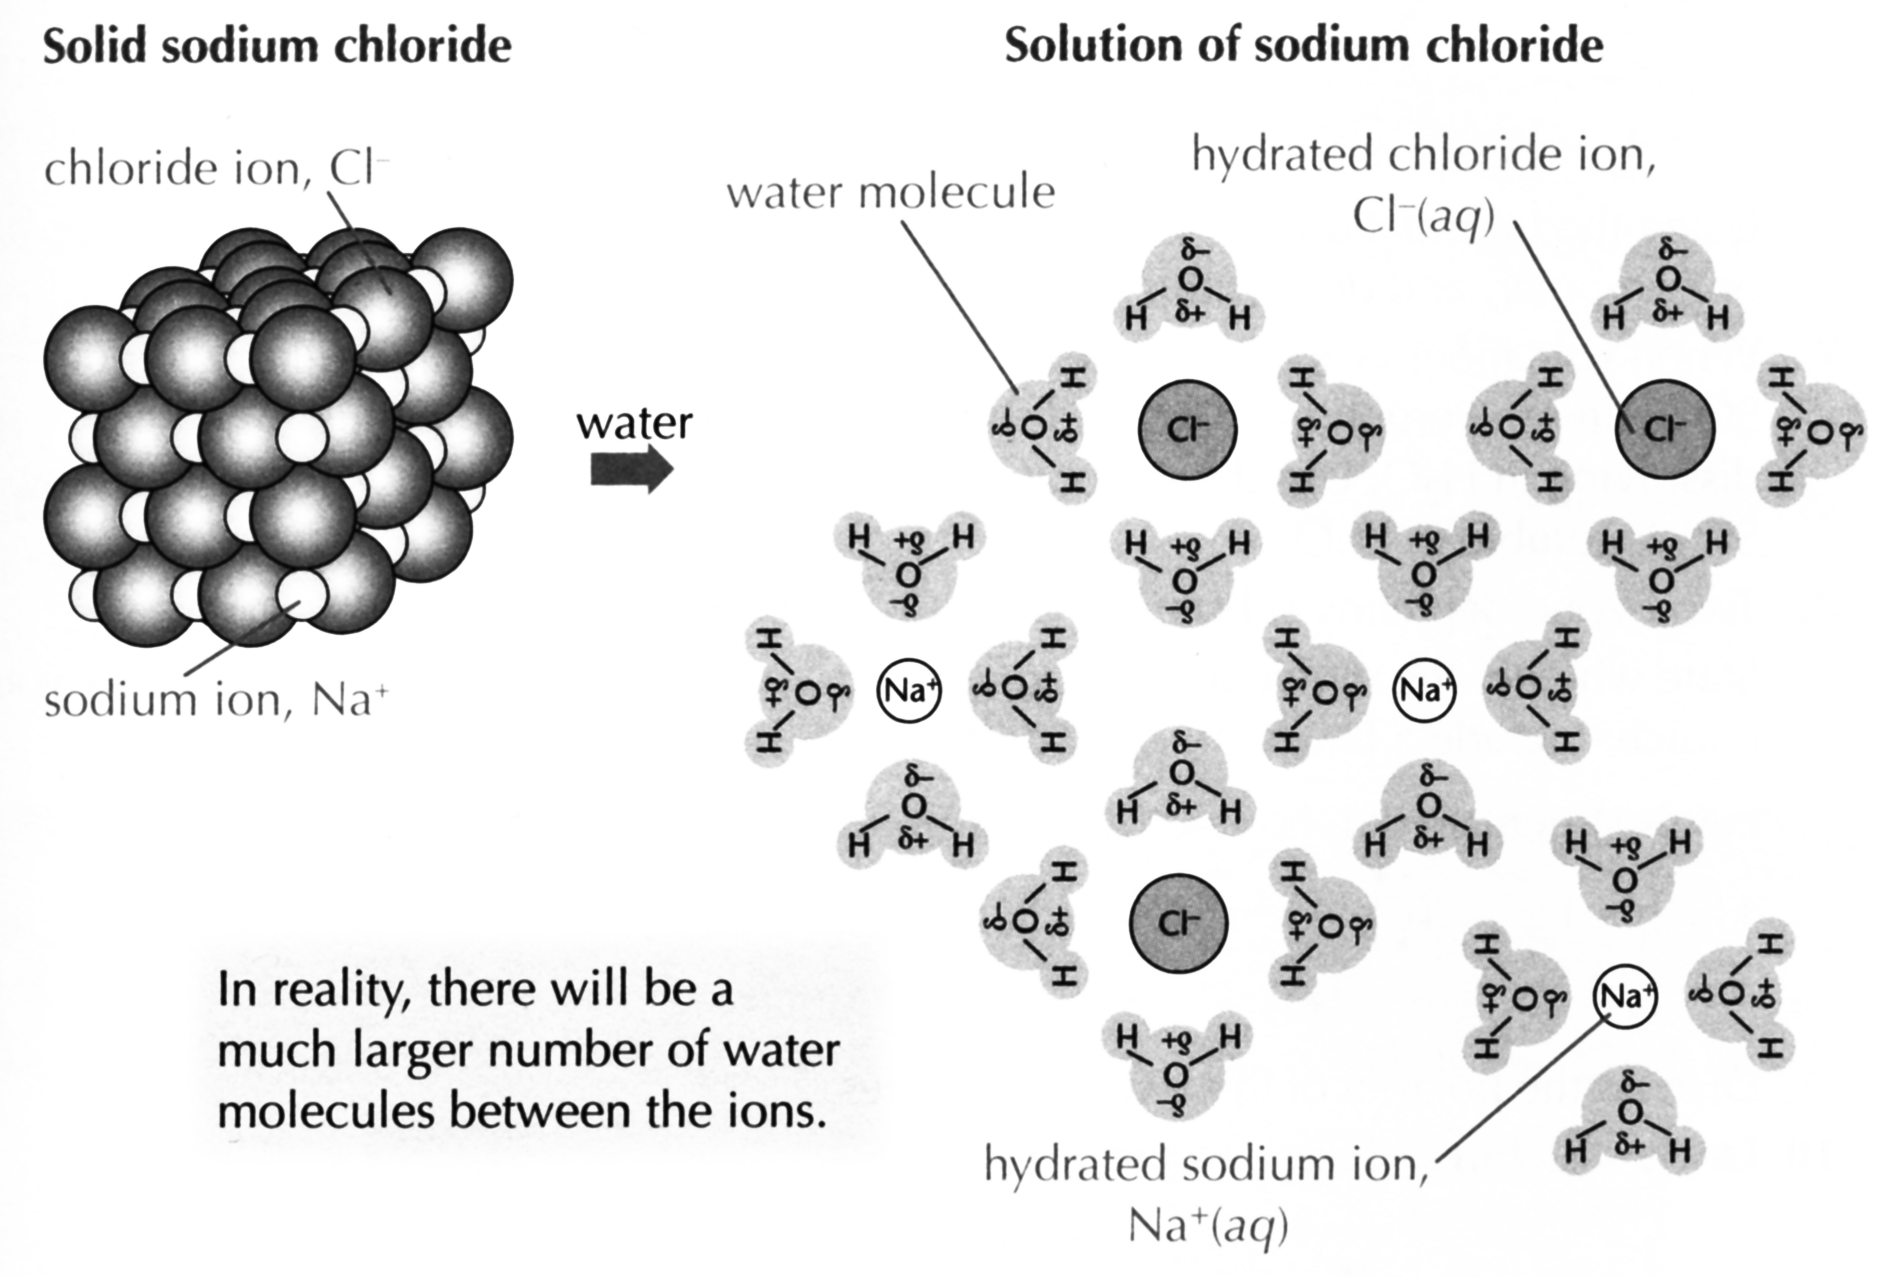 Solid sodium chloride
Solution of sodium chloride
chloride ion, Cl⁻
water molecule
hydrated chloride ion,
Cl⁻(aq)
water
sodium ion, Na⁺
δ−
O
H δ+ H
δ−
O
H δ+ H
H
δ− O δ+
H
Cl⁻
H
δ+ O δ−
H
H
δ− O δ+
H
Cl⁻
H
δ+ O δ−
H
H δ+ H
O
δ−
H δ+ H
O
δ−
H δ+ H
O
δ−
H δ+ H
O
δ−
H
δ+ O δ−
H
Na⁺
H
δ− O δ+
H
H
δ+ O δ−
H
Na⁺
H
δ− O δ+
H
δ−
O
H δ+ H
δ−
O
H δ+ H
δ−
O
H δ+ H
H
δ− O δ+
H
Cl⁻
H
δ+ O δ−
H
H δ+ H
O
δ−
H δ+ H
O
δ−
H
δ+ O δ−
H
Na⁺
H
δ− O δ+
H
δ−
O
H δ+ H
In reality, there will be a
much larger number of water
molecules between the ions.
hydrated sodium ion,
Na⁺(aq)